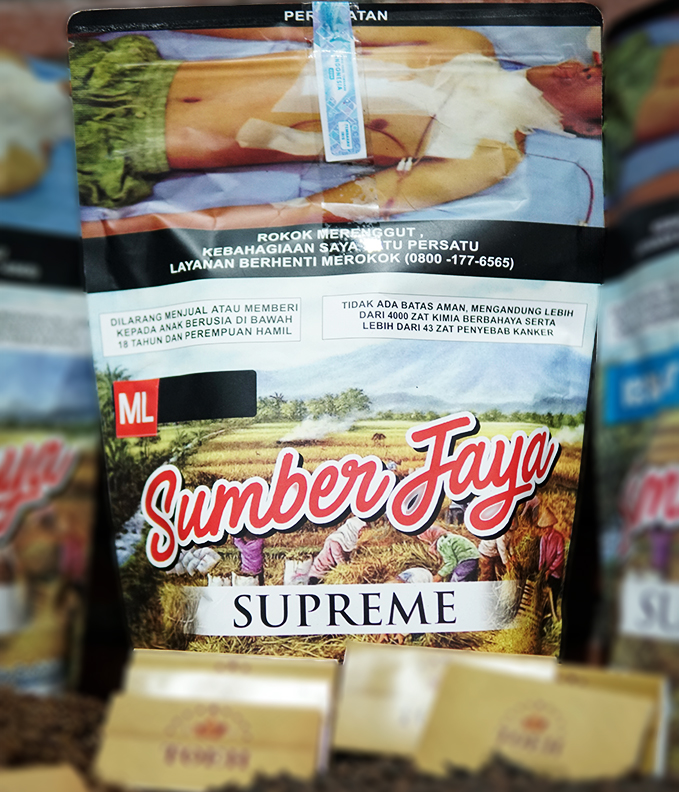 ROKOK MERENGGUT ,
KEBAHAGIAAN SAYA SATU PERSATU
LAYANAN BERHENTI MEROKOK (0800 -177-6565)
DILARANG MENJUAL ATAU MEMBERI
KEPADA ANAK BERUSIA DI BAWAH
18 TAHUN DAN PEREMPUAN HAMIL
TIDAK ADA BATAS AMAN, MENGANDUNG LEBIH
DARI 4000 ZAT KIMIA BERBAHAYA SERTA
LEBIH DARI 43 ZAT PENYEBAB KANKER
ML
Sumber Jaya
SUPREME